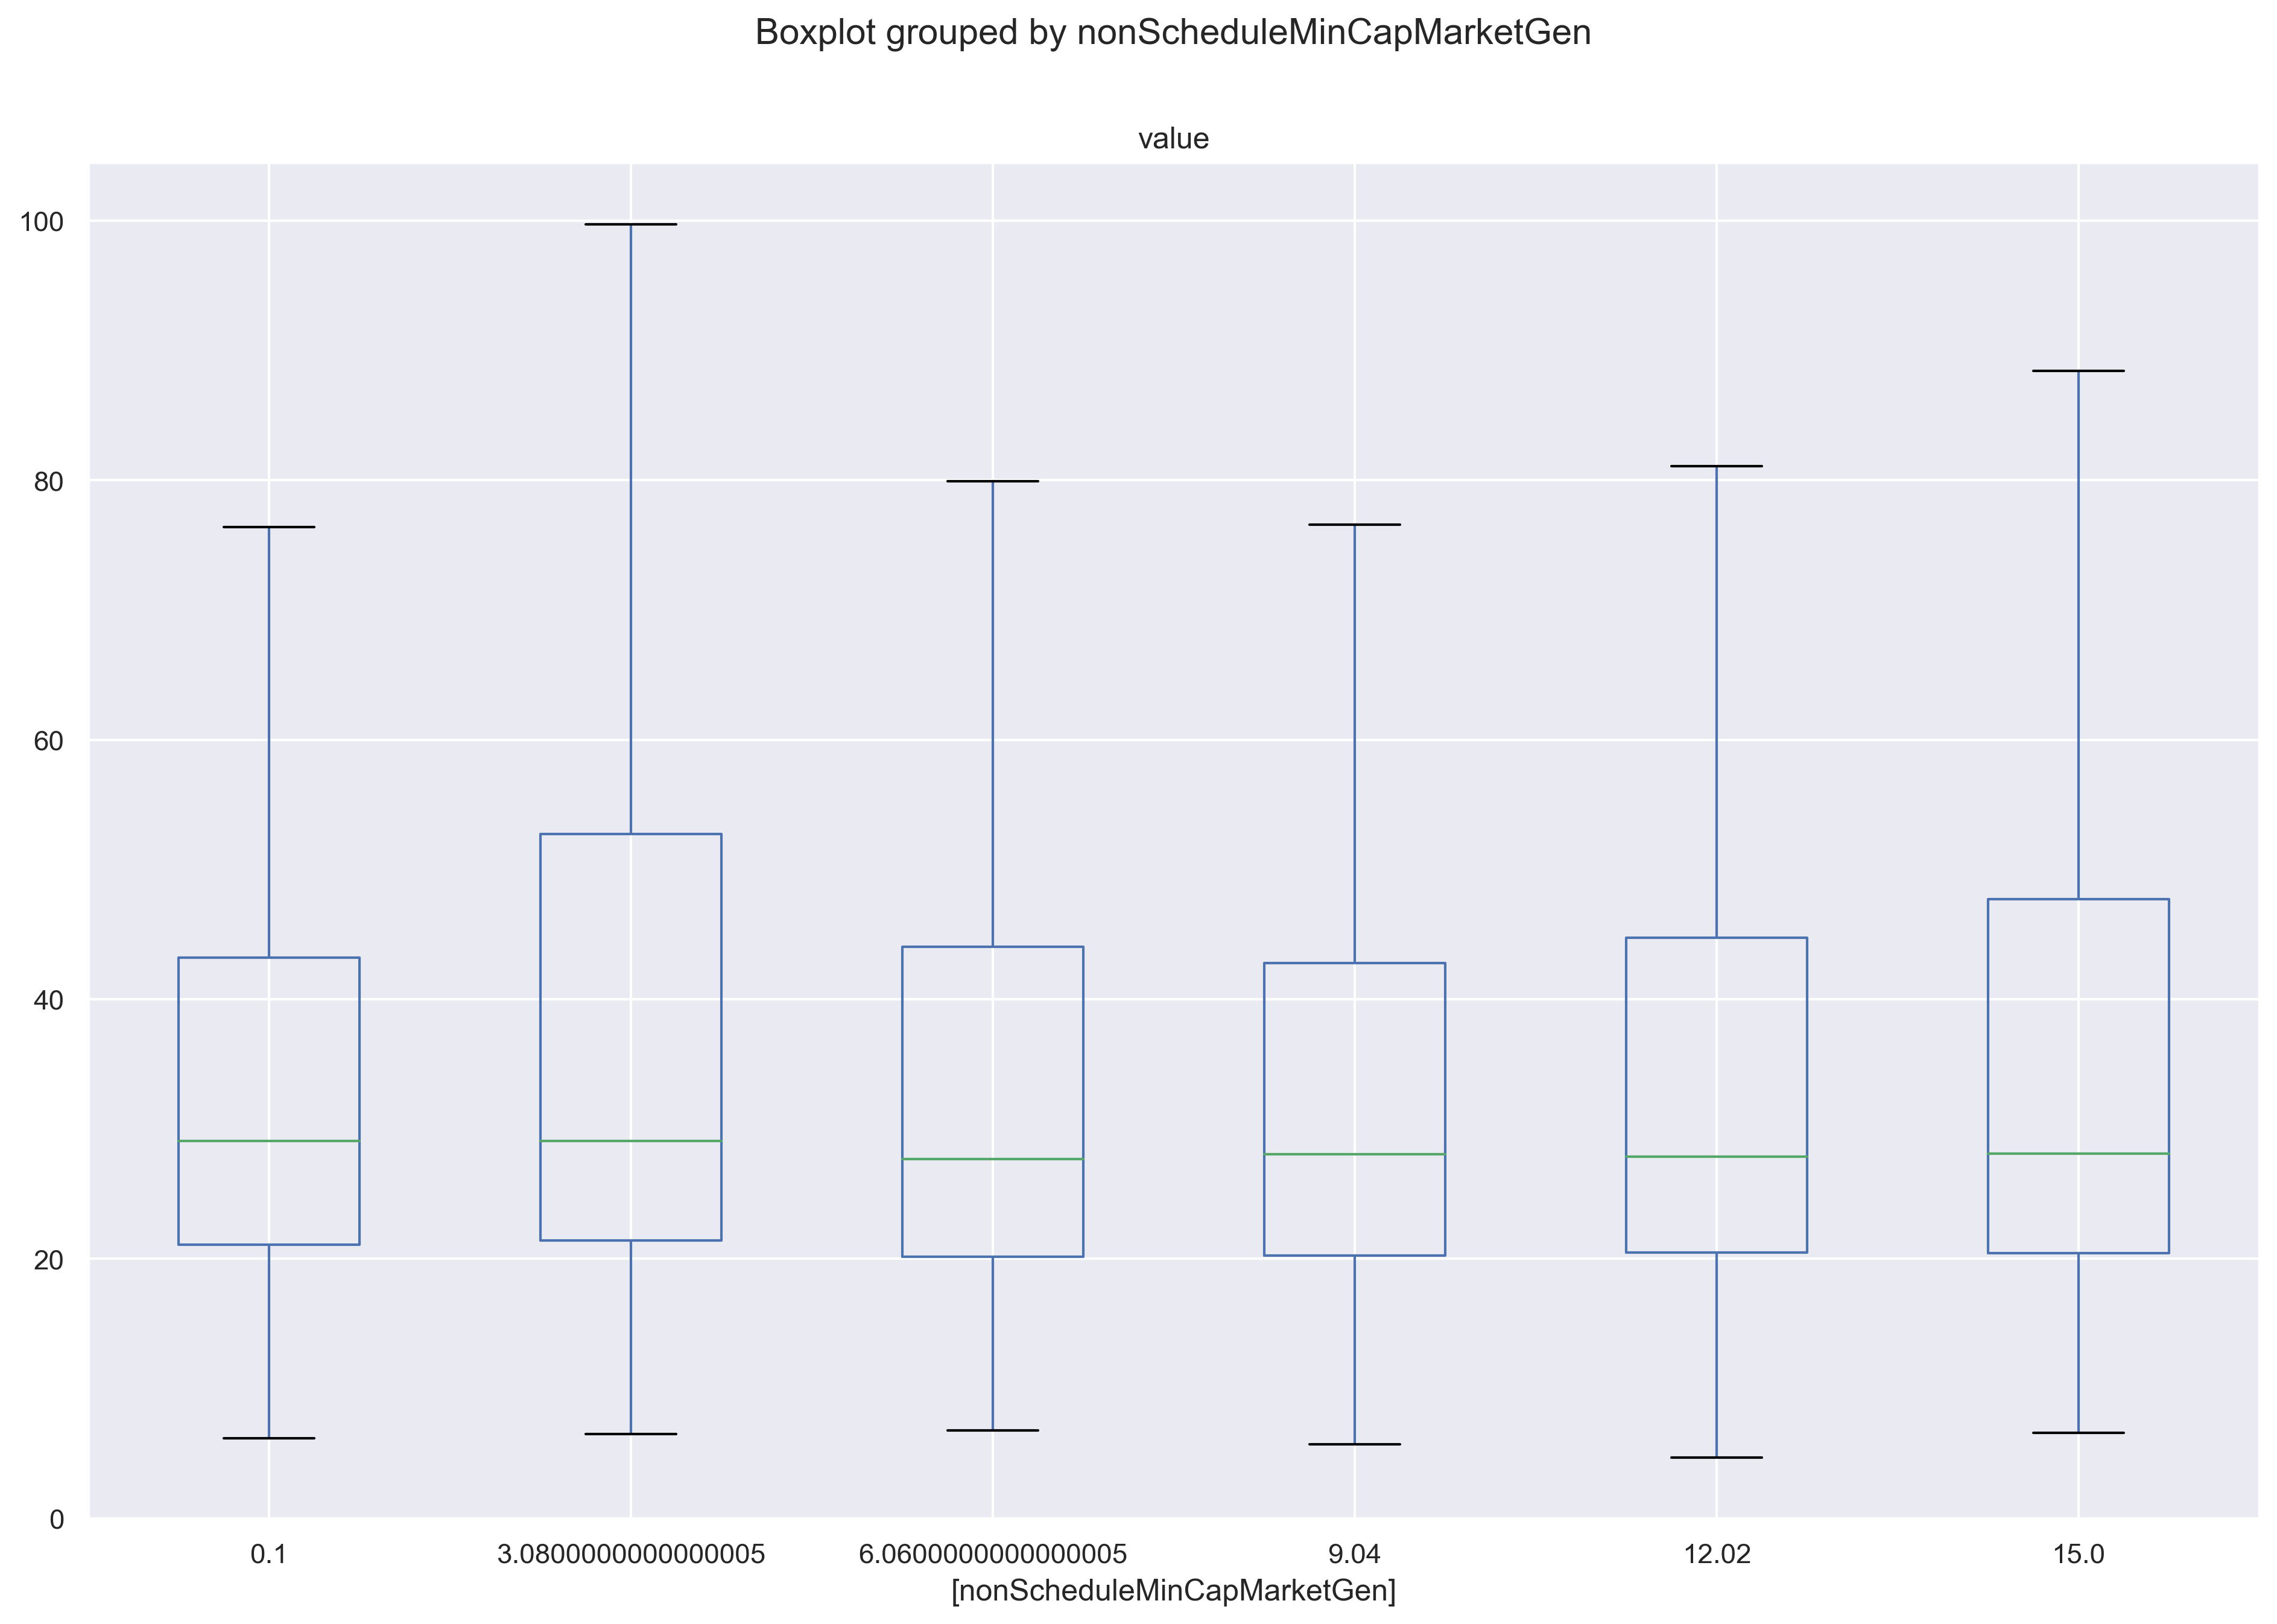 Boxplot grouped by nonScheduleMinCapMarketGen
value
100
80
60
40
20
0
0.1 3.0800000000000005 6.0600000000000005 9.04 12.02 15.0
[nonScheduleMinCapMarketGen]